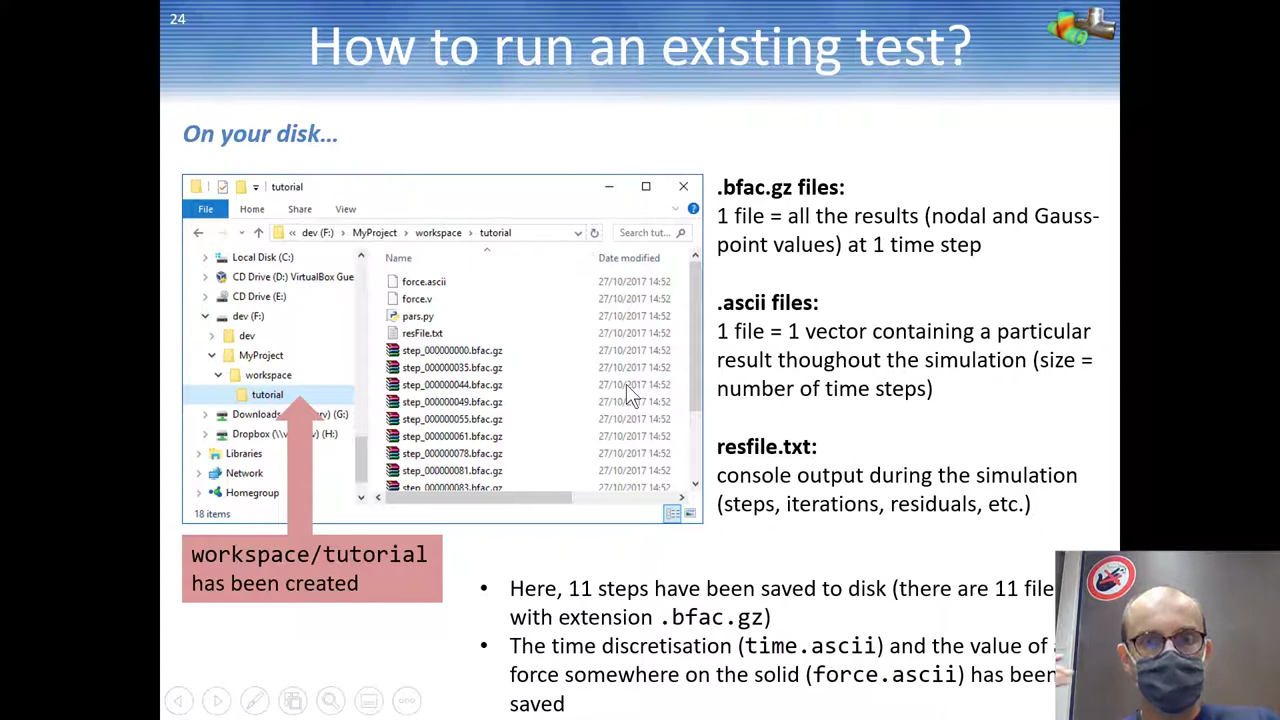 24
How to run an existing test?
On your disk...
tutorial
File Home Share View
« dev (F:) MyProject workspace tutorial Search tut...
Name Date modified
Local Disk (C:)
CD Drive (D:) VirtualBox Gue
CD Drive (E:)
dev (F:)
dev
MyProject
workspace
tutorial
Downloads (G:)
Dropbox (H:)
Libraries
Network
Homegroup
force.ascii 27/10/2017 14:52
force.v 27/10/2017 14:52
pars.py 27/10/2017 14:52
resFile.txt 27/10/2017 14:52
step_000000000.bfac.gz 27/10/2017 14:52
step_000000035.bfac.gz 27/10/2017 14:52
step_000000044.bfac.gz 27/10/2017 14:52
step_000000049.bfac.gz 27/10/2017 14:52
step_000000055.bfac.gz 27/10/2017 14:52
step_000000061.bfac.gz 27/10/2017 14:52
step_000000078.bfac.gz 27/10/2017 14:52
step_000000081.bfac.gz 27/10/2017 14:52
step_000000083.bfac.gz 27/10/2017 14:52
18 items
workspace/tutorial
has been created
.bfac.gz files:
1 file = all the results (nodal and Gauss-
point values) at 1 time step
.ascii files:
1 file = 1 vector containing a particular
result thoughout the simulation (size =
number of time steps)
resfile.txt:
console output during the simulation
(steps, iterations, residuals, etc.)
• Here, 11 steps have been saved to disk (there are 11 file
with extension .bfac.gz)
• The time discretisation (time.ascii) and the value of
force somewhere on the solid (force.ascii) has been
saved